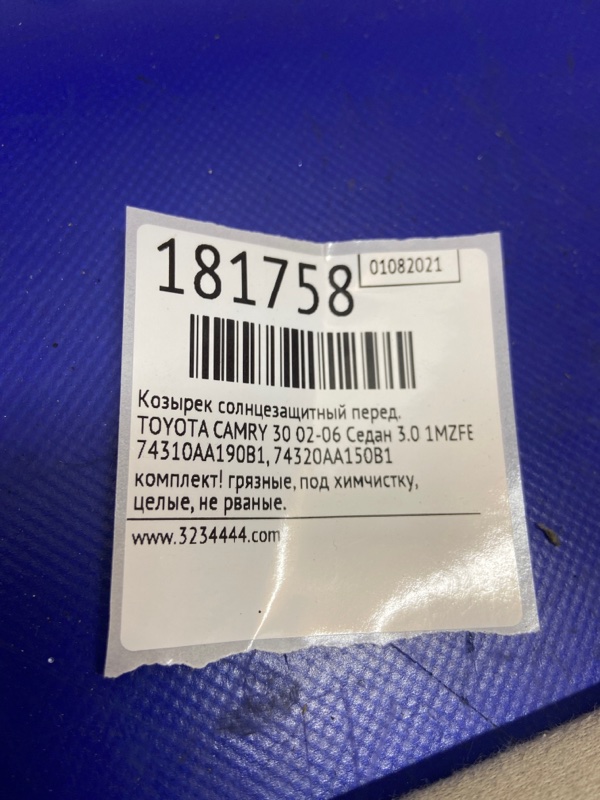 181758
01082021
Козырек солнцезащитный перед.
TOYOTA CAMRY 30 02-06 Седан 3.0 1MZFE
74310AA190B1, 74320AA150B1
комплект! грязные, под химчистку,
целые, не рваные.
www.3234444.com